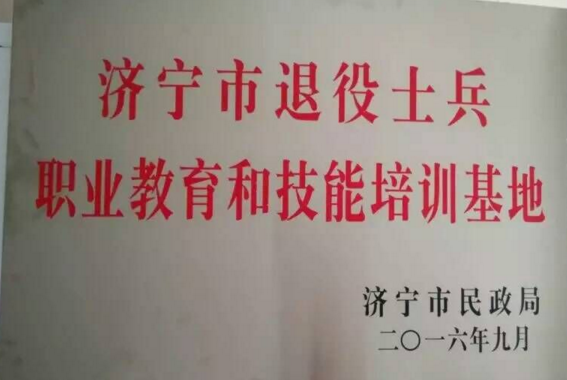 济宁市退役士兵
职业教育和技能培训基地
济宁市民政局
二〇一六年九月